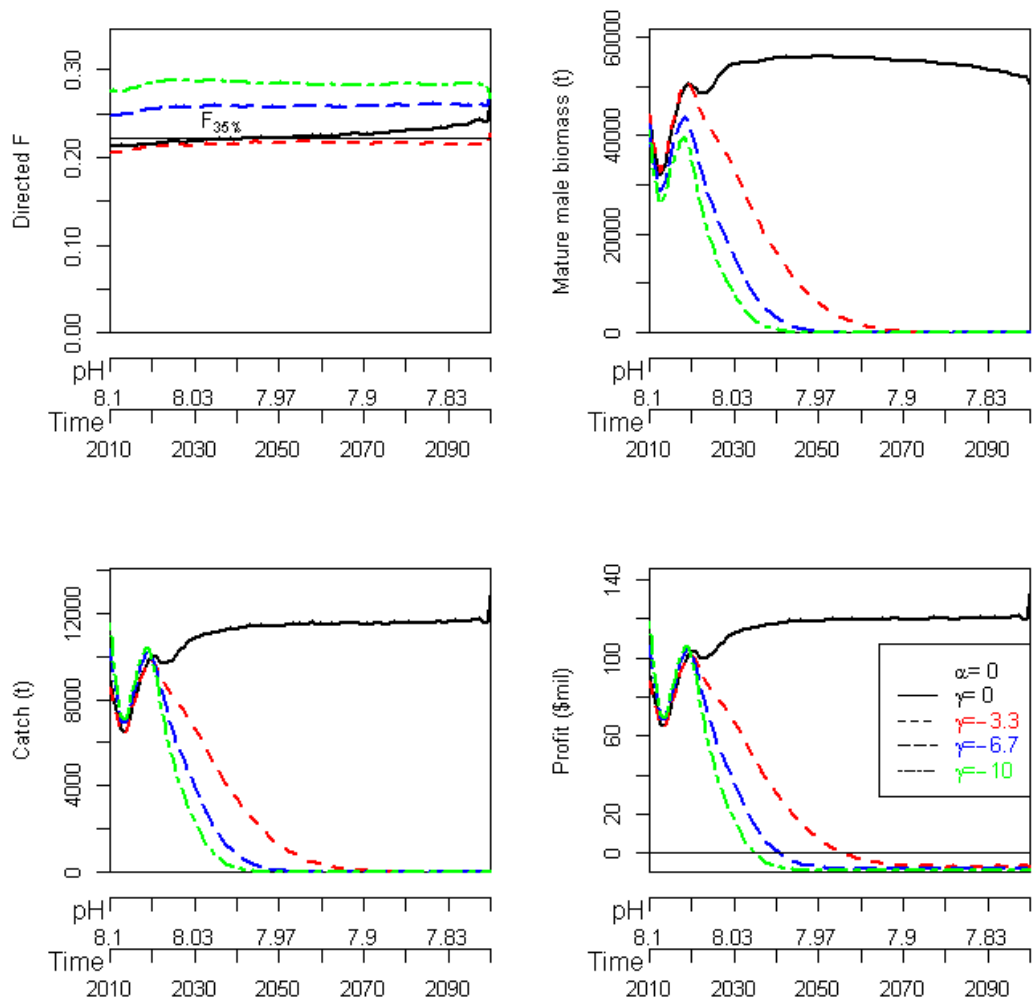 Directed F
0.30
0.20
0.10
0.00
F35%
pH
8.1 8.03 7.97 7.9 7.83
Time
2010 2030 2050 2070 2090
Mature male biomass (t)
60000
40000
20000
0
pH
8.1 8.03 7.97 7.9 7.83
Time
2010 2030 2050 2070 2090
Catch (t)
12000
8000
4000
0
pH
8.1 8.03 7.97 7.9 7.83
Time
2010 2030 2050 2070 2090
Profit ($mil)
140
100
60
20
0
α= 0
γ= 0
γ=−3.3
γ=−6.7
γ=−10
pH
8.1 8.03 7.97 7.9 7.83
Time
2010 2030 2050 2070 2090